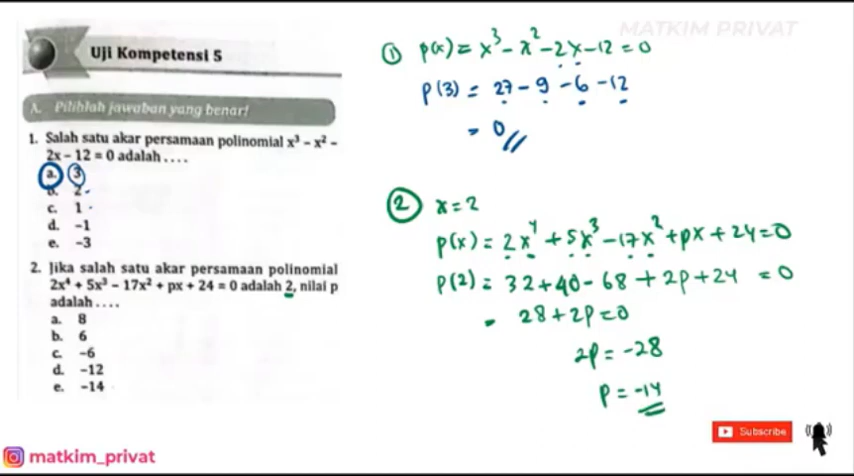 MATKIM PRIVAT
Uji Kompetensi 5
A. Pilihlah jawaban yang benar!
1. Salah satu akar persamaan polinomial x³ – x² –
2x – 12 = 0 adalah . . . .
a. 3
b. 2
c. 1
d. –1
e. –3
2. Jika salah satu akar persamaan polinomial
2x⁴ + 5x³ – 17x² + px + 24 = 0 adalah 2, nilai p
adalah . . . .
a. 8
b. 6
c. –6
d. –12
e. –14
① p(x) = x³ – x² – 2x – 12 = 0
p(3) = 27 – 9 – 6 – 12
= 0
② x = 2
p(x) = 2x⁴ + 5x³ – 17x² + px + 24 = 0
p(2) = 32 + 40 – 68 + 2p + 24 = 0
= 28 + 2p = 0
2p = –28
p = –14
Subscribe
matkim_privat